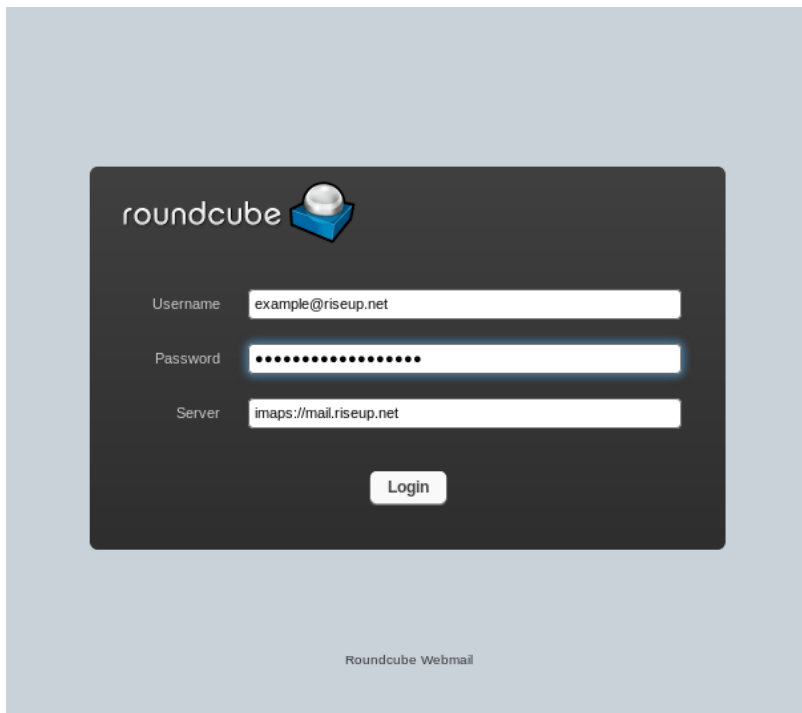 roundcube
Username example@riseup.net
Password ••••••••••••••••••
Server imaps://mail.riseup.net
Login
Roundcube Webmail